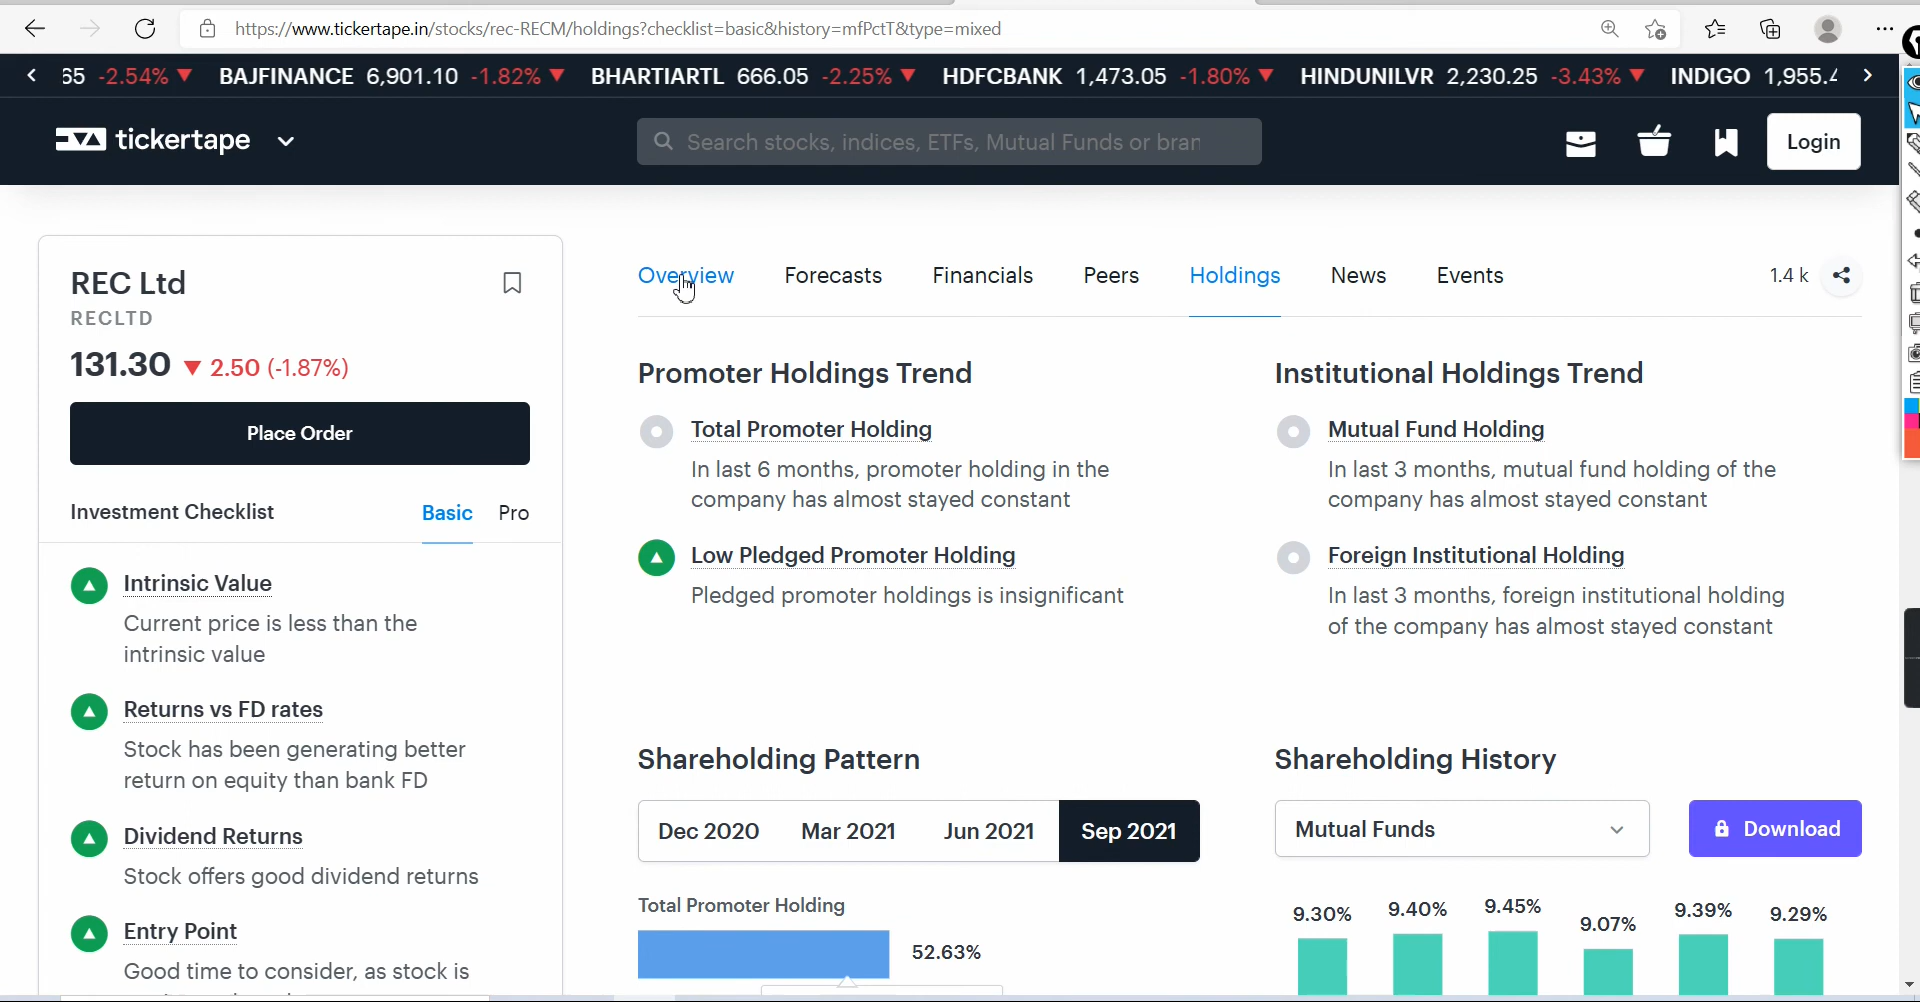 https://www.tickertape.in/stocks/rec-RECM/holdings?checklist=basic&history=mfPctT&type=mixed
65 -2.54% ▼ BAJFINANCE 6,901.10 -1.82% ▼ BHARTIARTL 666.05 -2.25% ▼ HDFCBANK 1,473.05 -1.80% ▼ HINDUNILVR 2,230.25 -3.43% ▼ INDIGO 1,955.4
tickertape
Search stocks, indices, ETFs, Mutual Funds or bran
Login
REC Ltd
RECLTD
131.30 ▼ 2.50 (-1.87%)
Place Order
Investment Checklist Basic Pro
Intrinsic Value
Current price is less than the
intrinsic value
Returns vs FD rates
Stock has been generating better
return on equity than bank FD
Dividend Returns
Stock offers good dividend returns
Entry Point
Good time to consider, as stock is
Overview Forecasts Financials Peers Holdings News Events 1.4 k
Promoter Holdings Trend
Total Promoter Holding
In last 6 months, promoter holding in the
company has almost stayed constant
Low Pledged Promoter Holding
Pledged promoter holdings is insignificant
Institutional Holdings Trend
Mutual Fund Holding
In last 3 months, mutual fund holding of the
company has almost stayed constant
Foreign Institutional Holding
In last 3 months, foreign institutional holding
of the company has almost stayed constant
Shareholding Pattern
Dec 2020 Mar 2021 Jun 2021 Sep 2021
Total Promoter Holding
52.63%
Shareholding History
Mutual Funds
Download
9.30% 9.40% 9.45% 9.07% 9.39% 9.29%